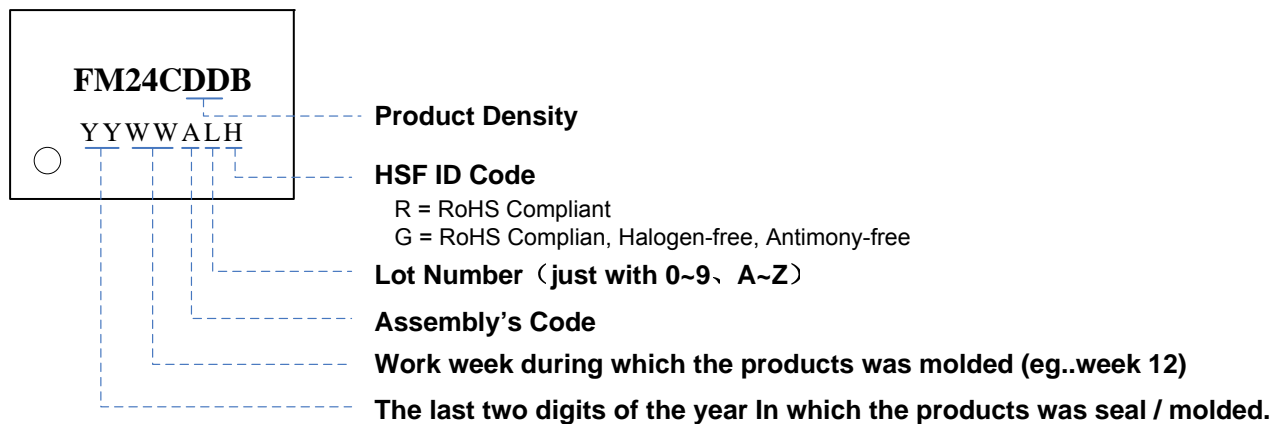 FM24CDDB
YYWWALH
Product Density
HSF ID Code
R = RoHS Compliant
G = RoHS Complian, Halogen-free, Antimony-free
Lot Number（just with 0~9、A~Z）
Assembly's Code
Work week during which the products was molded (eg..week 12)
The last two digits of the year In which the products was seal / molded.